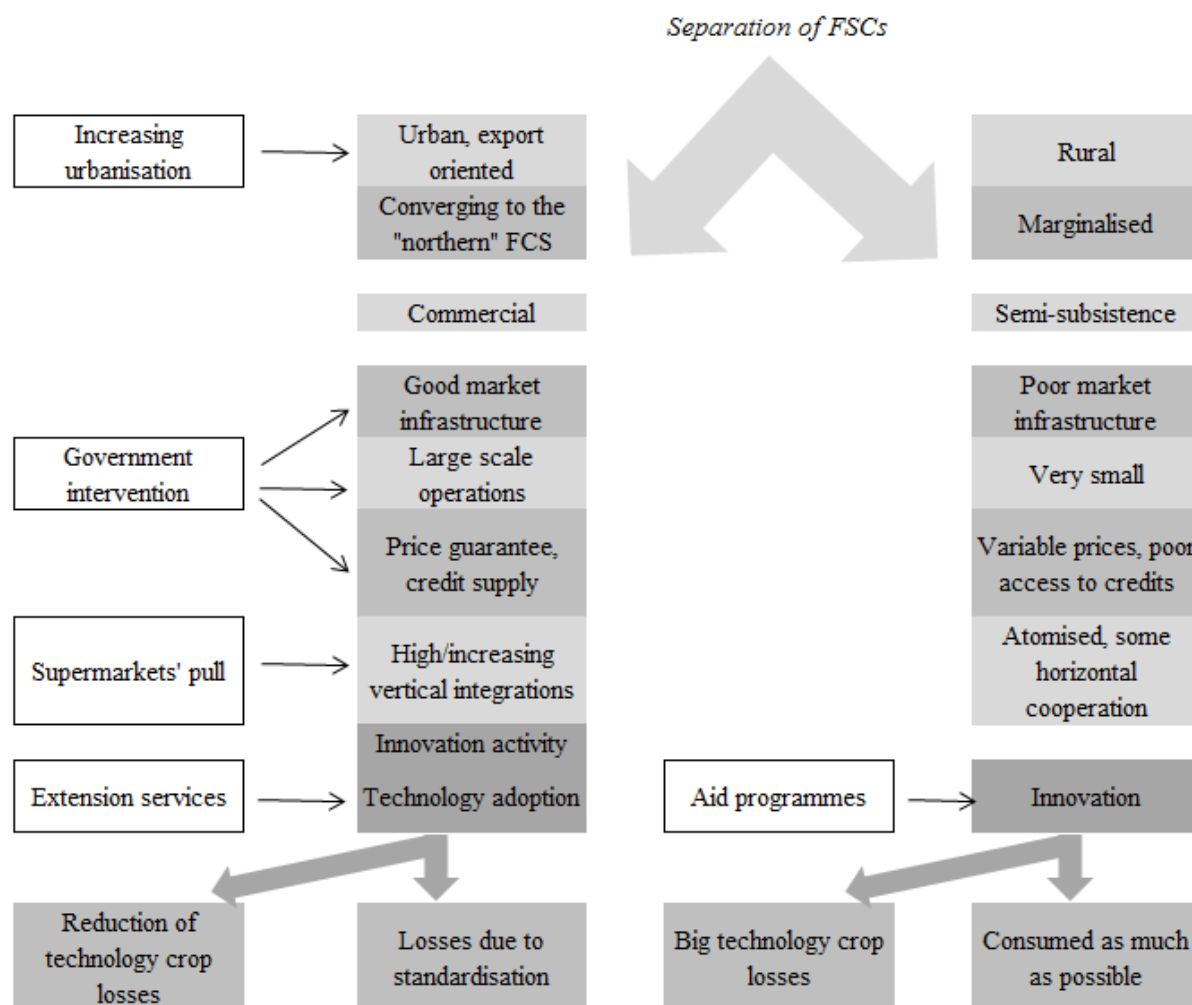 Separation of FSCs
Increasing
urbanisation
Urban, export
oriented
Rural
Converging to the
"northern" FCS
Marginalised
Commercial
Semi-subsistence
Good market
infrastructure
Poor market
infrastructure
Government
intervention
Large scale
operations
Very small
Price guarantee,
credit supply
Variable prices, poor
access to credits
Supermarkets' pull
High/increasing
vertical integrations
Atomised, some
horizontal
cooperation
Innovation activity
Extension services
Technology adoption
Aid programmes
Innovation
Reduction of
technology crop
losses
Losses due to
standardisation
Big technology crop
losses
Consumed as much
as possible